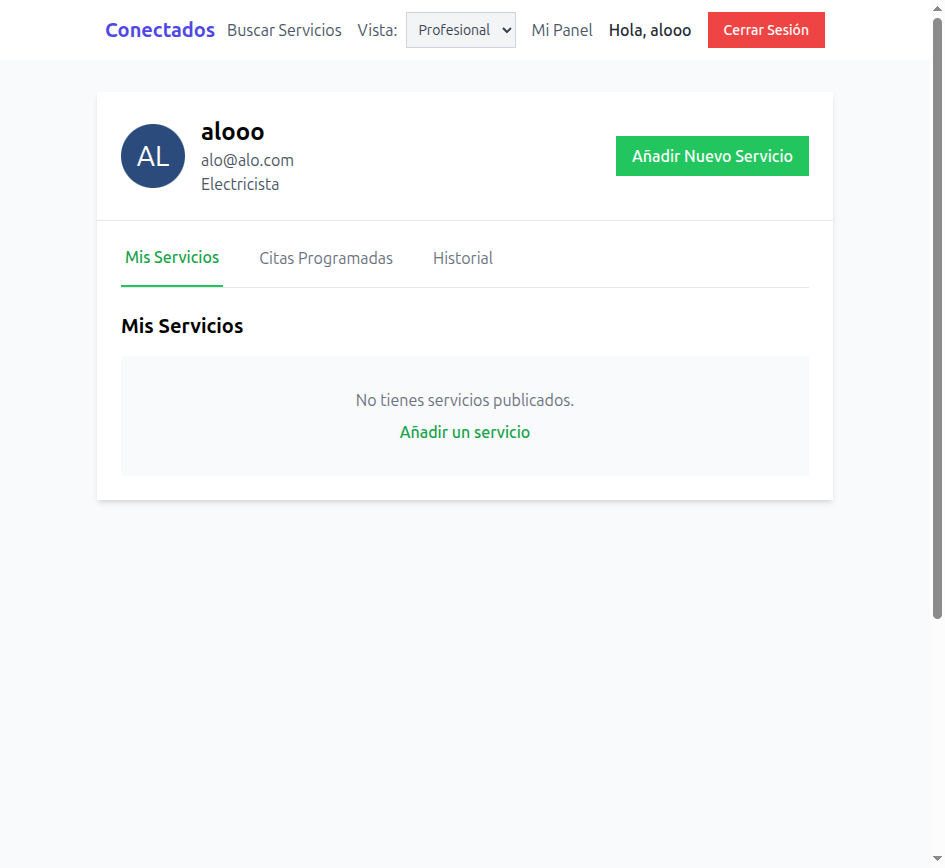 Conectados Buscar Servicios Vista: Profesional Mi Panel Hola, alooo Cerrar Sesión
AL
alooo
alo@alo.com
Electricista
Añadir Nuevo Servicio
Mis Servicios Citas Programadas Historial
Mis Servicios
No tienes servicios publicados.
Añadir un servicio